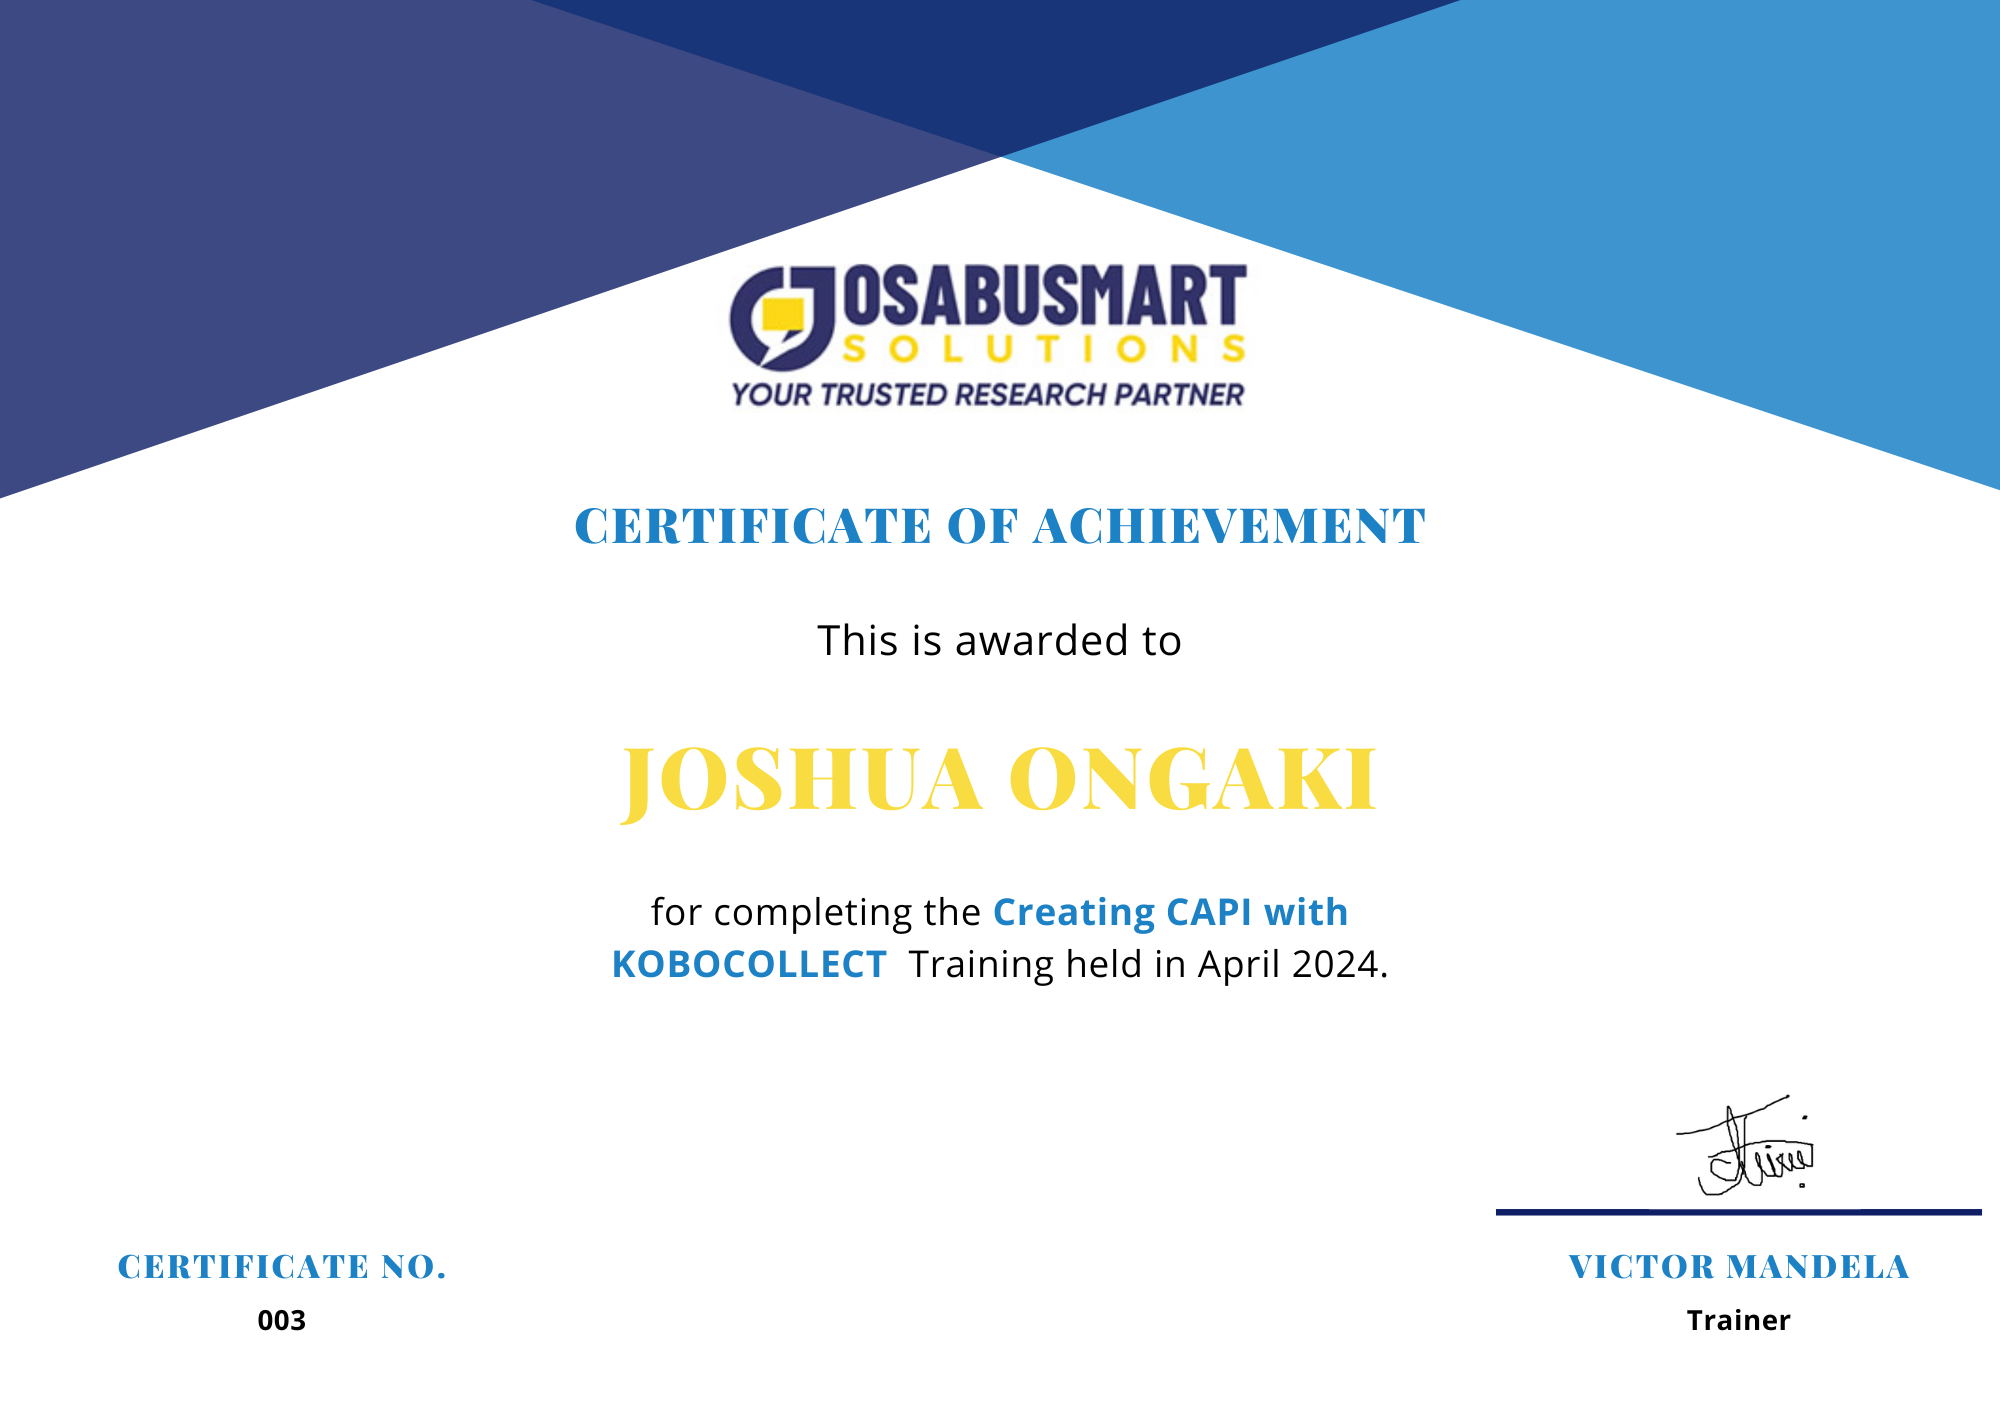 JOSABUSMART
SOLUTIONS
YOUR TRUSTED RESEARCH PARTNER
CERTIFICATE OF ACHIEVEMENT
This is awarded to
JOSHUA ONGAKI
for completing the Creating CAPI with
KOBOCOLLECT Training held in April 2024.
CERTIFICATE NO.
003
VICTOR MANDELA
Trainer